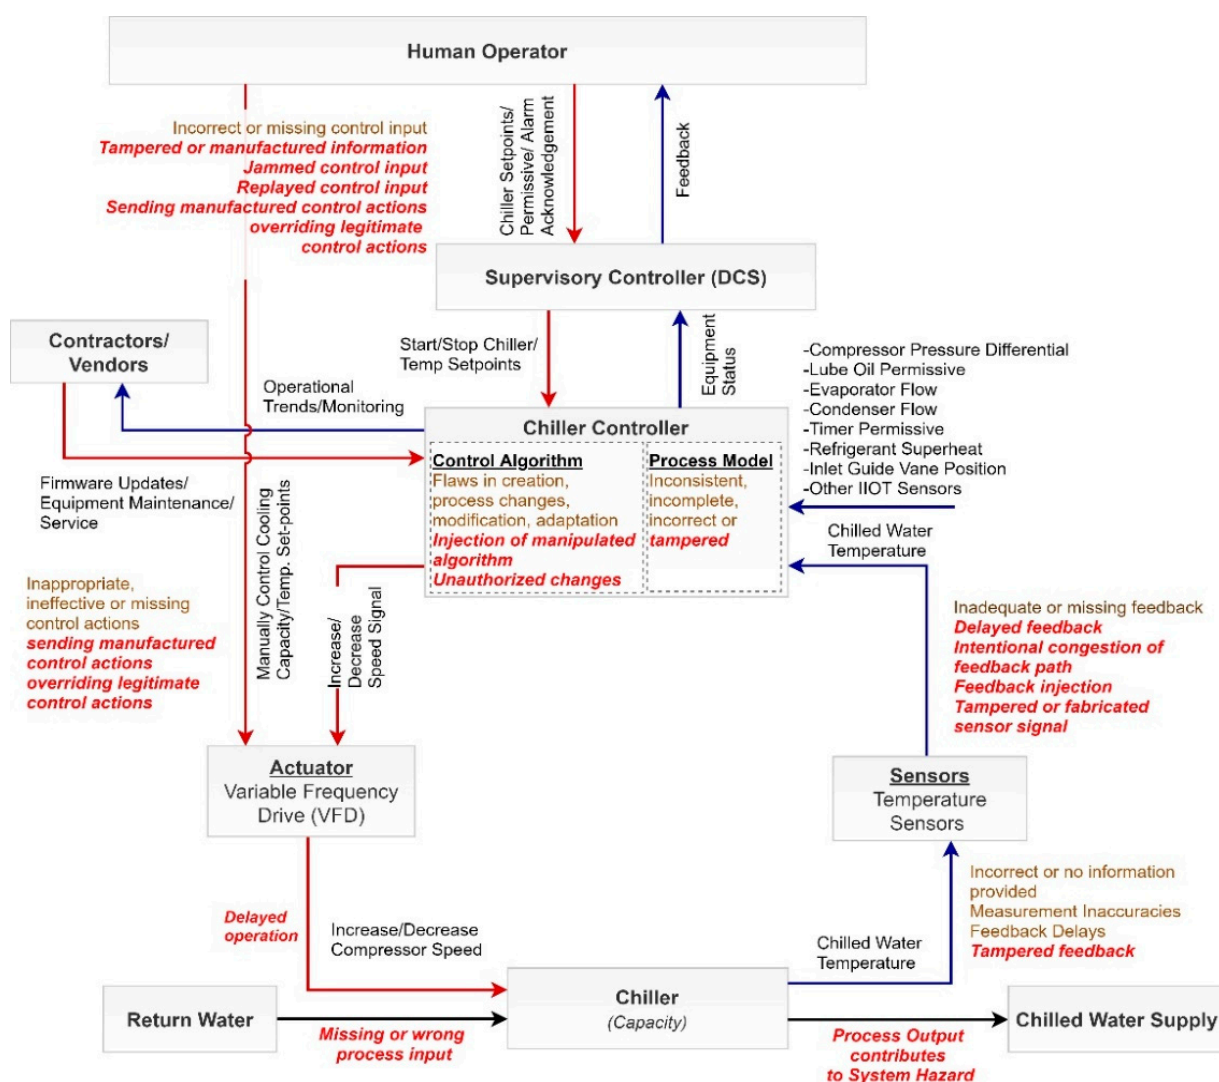 Human Operator
Incorrect or missing control input
Tampered or manufactured information
Jammed control input
Replayed control input
Sending manufactured control actions
overriding legitimate
control actions
Chiller Setpoints/
Permissive/ Alarm
Acknowledgement
Feedback
Supervisory Controller (DCS)
Contractors/
Vendors
Start/Stop Chiller/
Temp Setpoints
Equipment
Status
-Compressor Pressure Differential
-Lube Oil Permissive
-Evaporator Flow
-Condenser Flow
-Timer Permissive
-Refrigerant Superheat
-Inlet Guide Vane Position
-Other IIOT Sensors
Operational
Trends/Monitoring
Chiller Controller
Control Algorithm
Flaws in creation,
process changes,
modification, adaptation
Injection of manipulated
algorithm
Unauthorized changes
Process Model
Inconsistent,
incomplete,
incorrect or
tampered
Firmware Updates/
Equipment Maintenance/
Service
Manually Control Cooling
Capacity/Temp. Set-points
Chilled Water
Temperature
Inappropriate,
ineffective or missing
control actions
sending manufactured
control actions
overriding legitimate
control actions
Increase/
Decrease
Speed Signal
Inadequate or missing feedback
Delayed feedback
Intentional congestion of
feedback path
Feedback injection
Tampered or fabricated
sensor signal
Actuator
Variable Frequency
Drive (VFD)
Sensors
Temperature
Sensors
Delayed
operation
Increase/Decrease
Compressor Speed
Chilled Water
Temperature
Incorrect or no information
provided
Measurement Inaccuracies
Feedback Delays
Tampered feedback
Return Water
Missing or wrong
process input
Chiller
(Capacity)
Process Output
contributes
to System Hazard
Chilled Water Supply